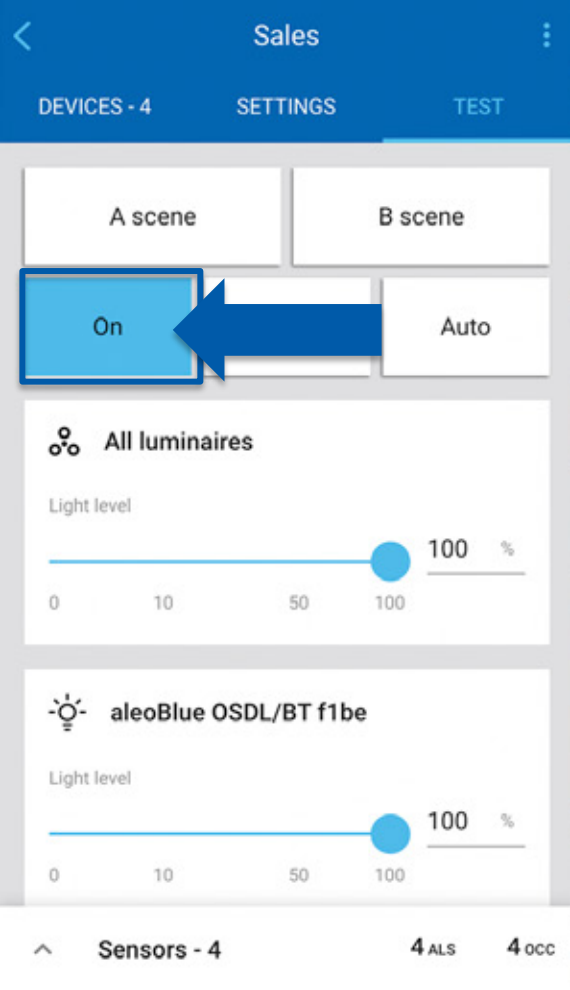 Sales
DEVICES - 4 SETTINGS TEST
A scene B scene
On Auto
All luminaires
Light level
100 %
0 10 50 100
aleoBlue OSDL/BT f1be
Light level
100 %
0 10 50 100
Sensors - 4 4 ALS 4 OCC